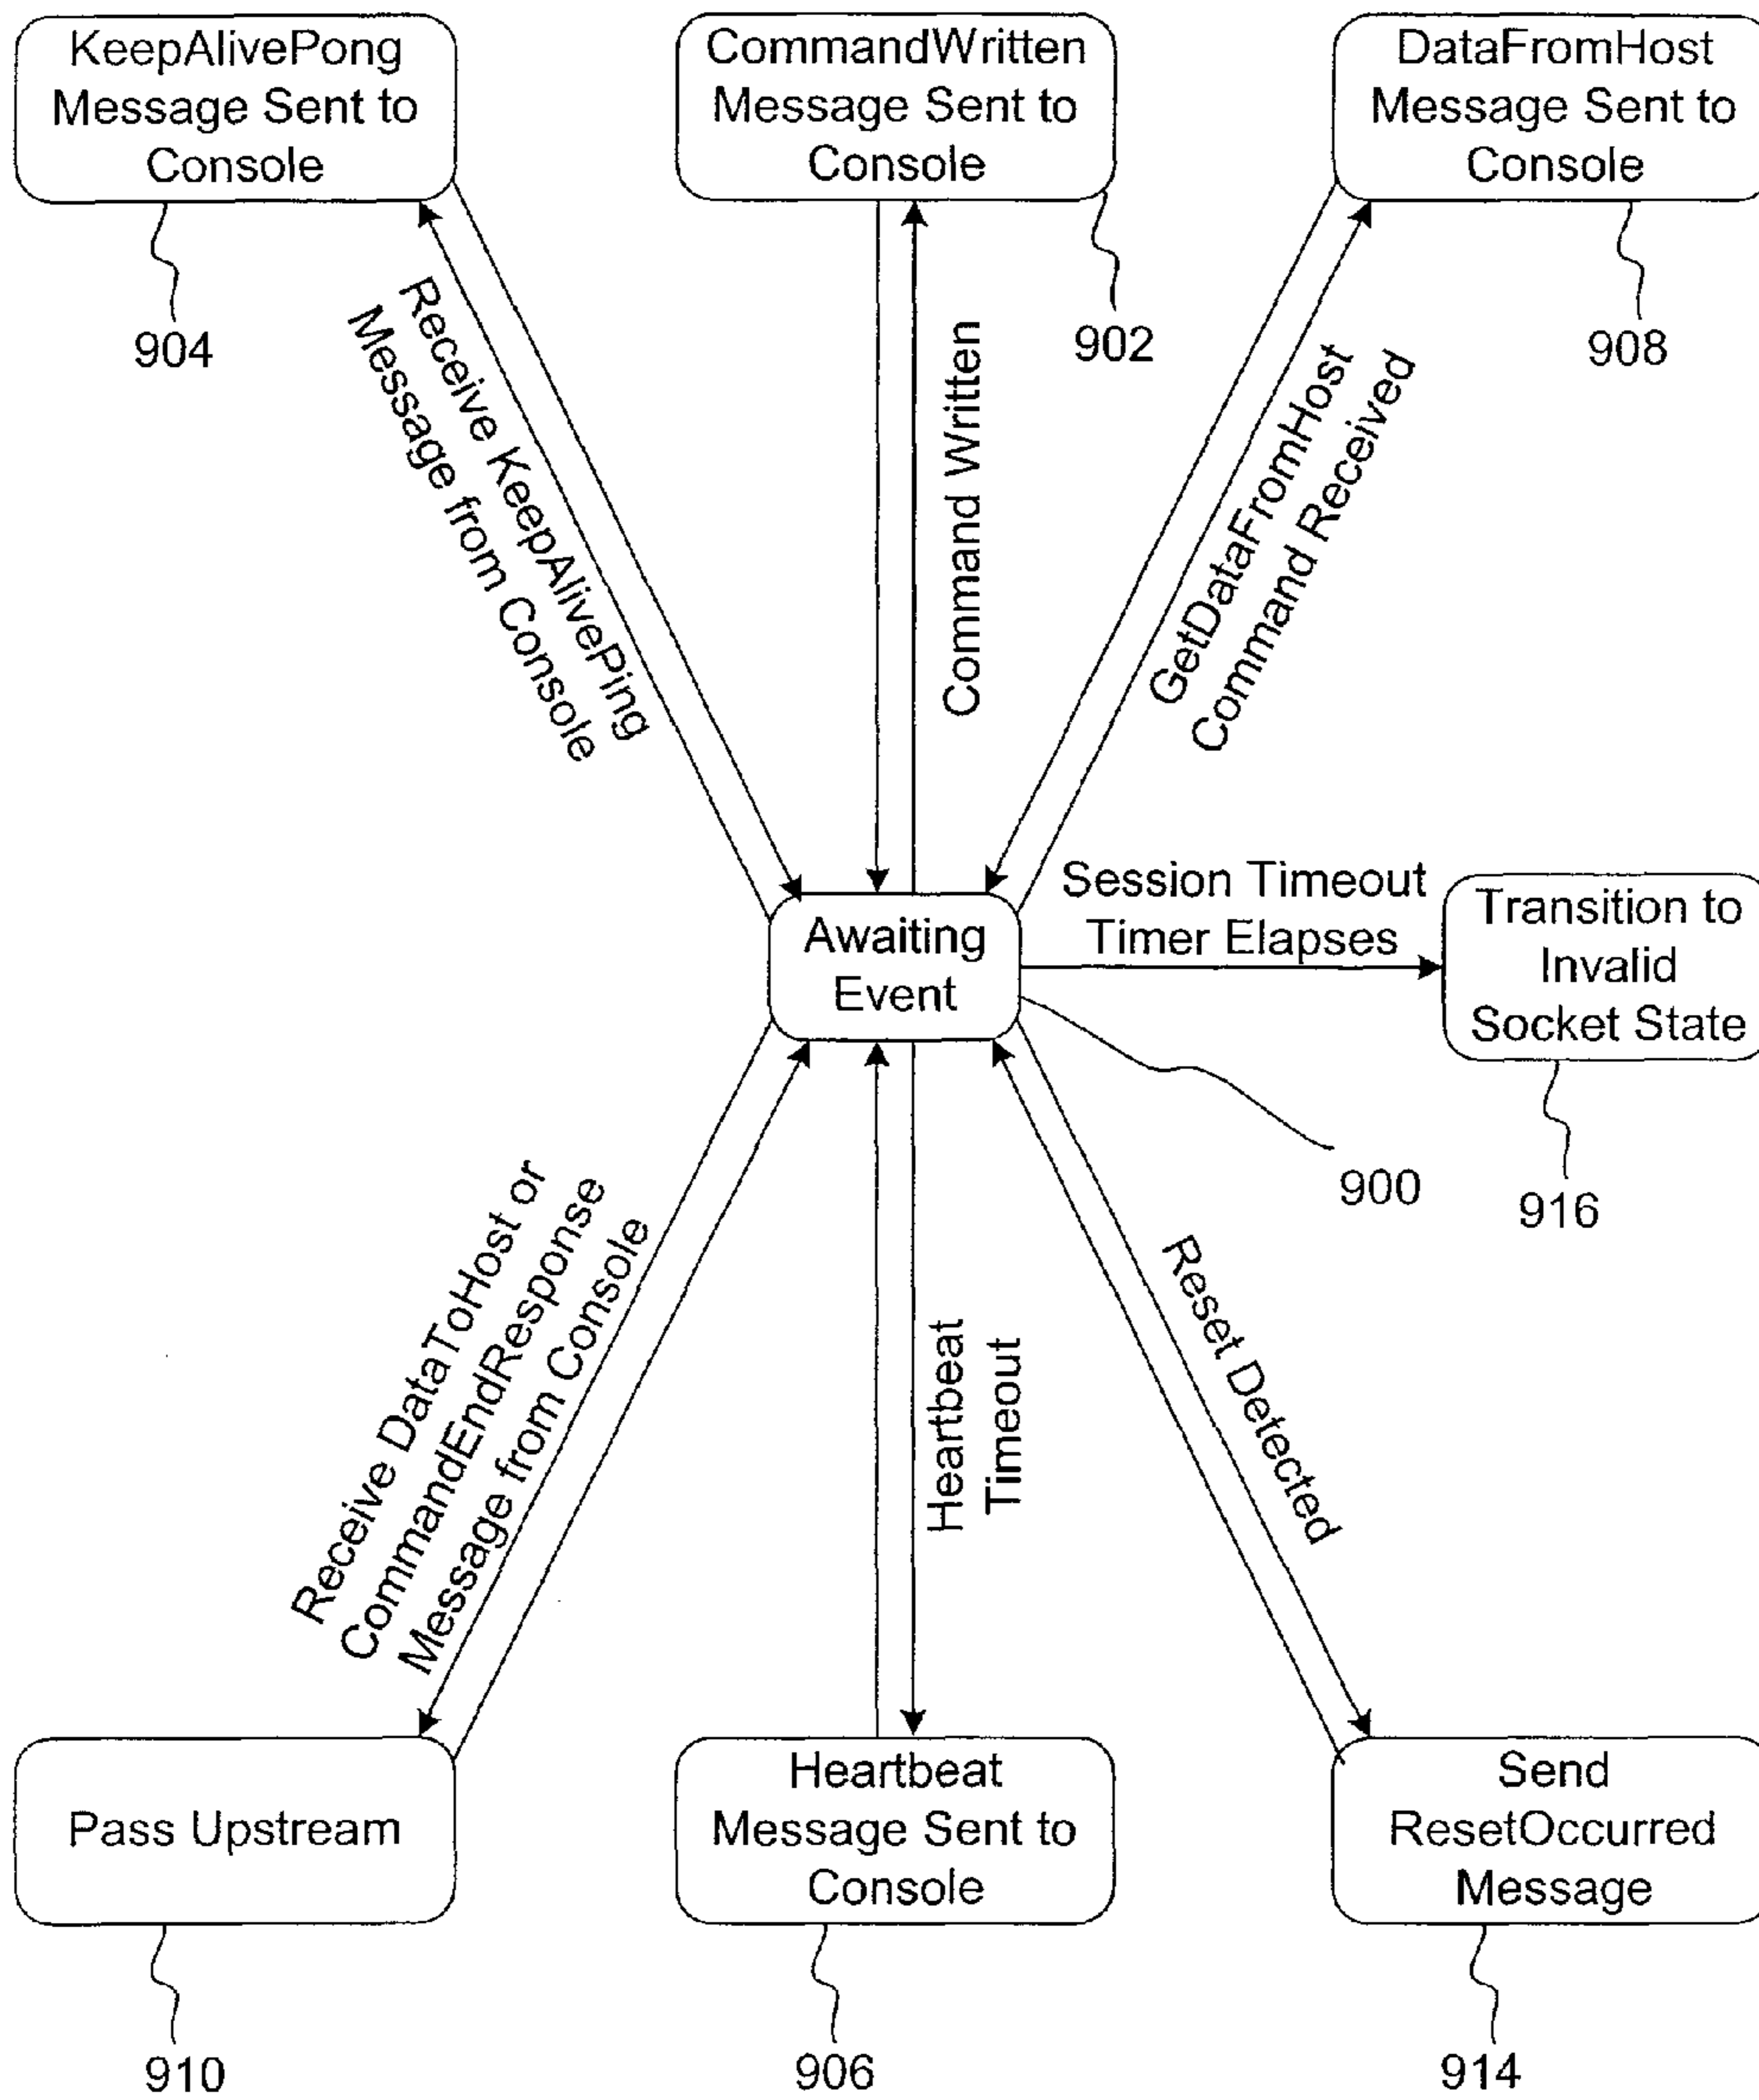 KeepAlivePong
Message Sent to
Console
904
CommandWritten
Message Sent to
Console
902
DataFromHost
Message Sent to
Console
908
Receive KeepAlivePing
Message from Console
Command Written
GetDataFromHost
Command Received
Awaiting
Event
900
Session Timeout
Timer Elapses
Transition to
Invalid
Socket State
916
Receive DataToHost or
CommandEndResponse
Message from Console
Heartbeat
Timeout
Reset Detected
Pass Upstream
910
Heartbeat
Message Sent to
Console
906
Send
ResetOccurred
Message
914